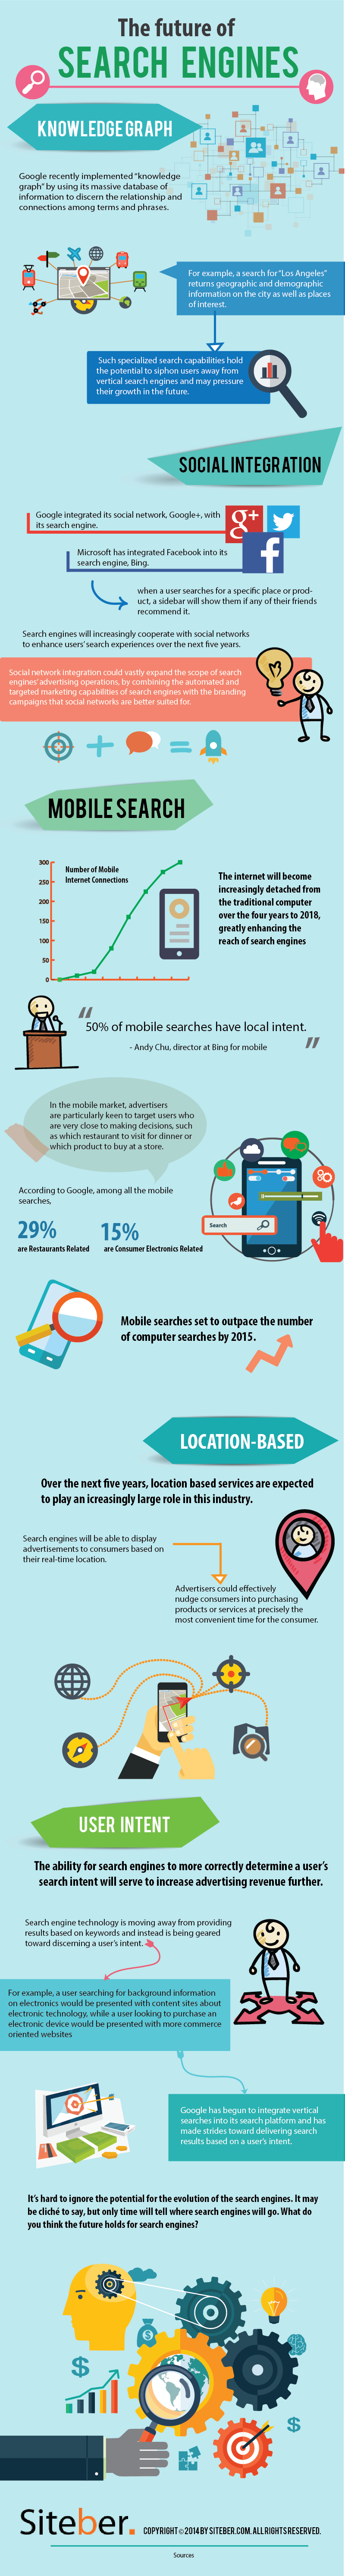 The future of
SEARCH ENGINES
KNOWLEDGE GRAPH
Google recently implemented "knowledge
graph" by using its massive database of
information to discern the relationship and
connections among terms and phrases.
For example, a search for "Los Angeles"
returns geographic and demographic
information on the city as well as places
of interest.
Such specialized search capabilities hold
the potential to siphon users away from
vertical search engines and may pressure
their growth in the future.
SOCIAL INTEGRATION
Google integrated its social network, Google+, with
its search engine.
g+
f
Microsoft has integrated Facebook into its
search engine, Bing.
when a user searches for a specific place or prod-
uct, a sidebar will show them if any of their friends
recommend it.
Search engines will increasingly cooperate with social networks
to enhance users' search experiences over the next five years.
Social network integration could vastly expand the scope of search
engines' advertising operations, by combining the automated and
targeted marketing capabilities of search engines with the branding
campaigns that social networks are better suited for.
+ =
MOBILE SEARCH
Number of Mobile
Internet Connections
300
250
200
150
100
50
0
The internet will become
increasingly detached from
the traditional computer
over the four years to 2018,
greatly enhancing the
reach of search engines
"
50% of mobile searches have local intent.
- Andy Chu, director at Bing for mobile
"
In the mobile market, advertisers
are particularly keen to target users who
are very close to making decisions, such
as which restaurant to visit for dinner or
which product to buy at a store.
According to Google, among all the mobile
searches,
29%
are Restaurants Related
15%
are Consumer Electronics Related
Search
Mobile searches set to outpace the number
of computer searches by 2015.
LOCATION-BASED
Over the next five years, location based services are expected
to play an icreasingly large role in this industry.
Search engines will be able to display
advertisements to consumers based on
their real-time location.
Advertisers could effectively
nudge consumers into purchasing
products or services at precisely the
most convenient time for the consumer.
USER INTENT
The ability for search engines to more correctly determine a user's
search intent will serve to increase advertising revenue further.
Search engine technology is moving away from providing
results based on keywords and instead is being geared
toward discerning a user's intent.
For example, a user searching for background information
on electronics would be presented with content sites about
electronic technology, while a user looking to purchase an
electronic device would be presented with more commerce
oriented websites
Google has begun to integrate vertical
searches into its search platform and has
made strides toward delivering search
results based on a user's intent.
It's hard to ignore the potential for the evolution of the search engines. It may
be cliché to say, but only time will tell where search engines will go. What do
you think the future holds for search engines?
$
$
$
Siteber.
COPYRIGHT © 2014 BY SITEBER.COM. ALL RIGHTS RESERVED.
Sources